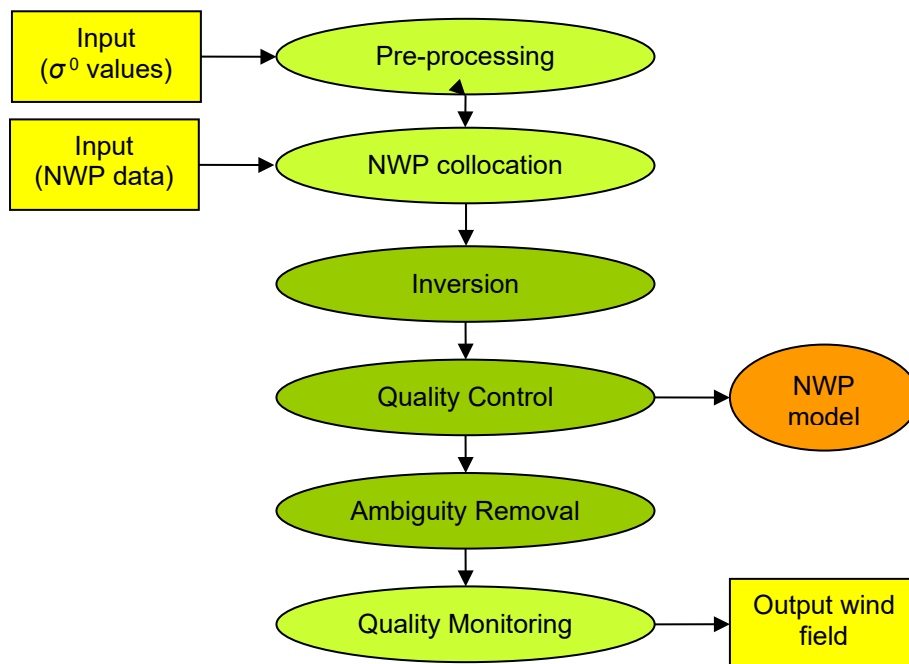 Input
(σ⁰ values)
Pre-processing
Input
(NWP data)
NWP collocation
Inversion
Quality Control
NWP
model
Ambiguity Removal
Quality Monitoring
Output wind
field